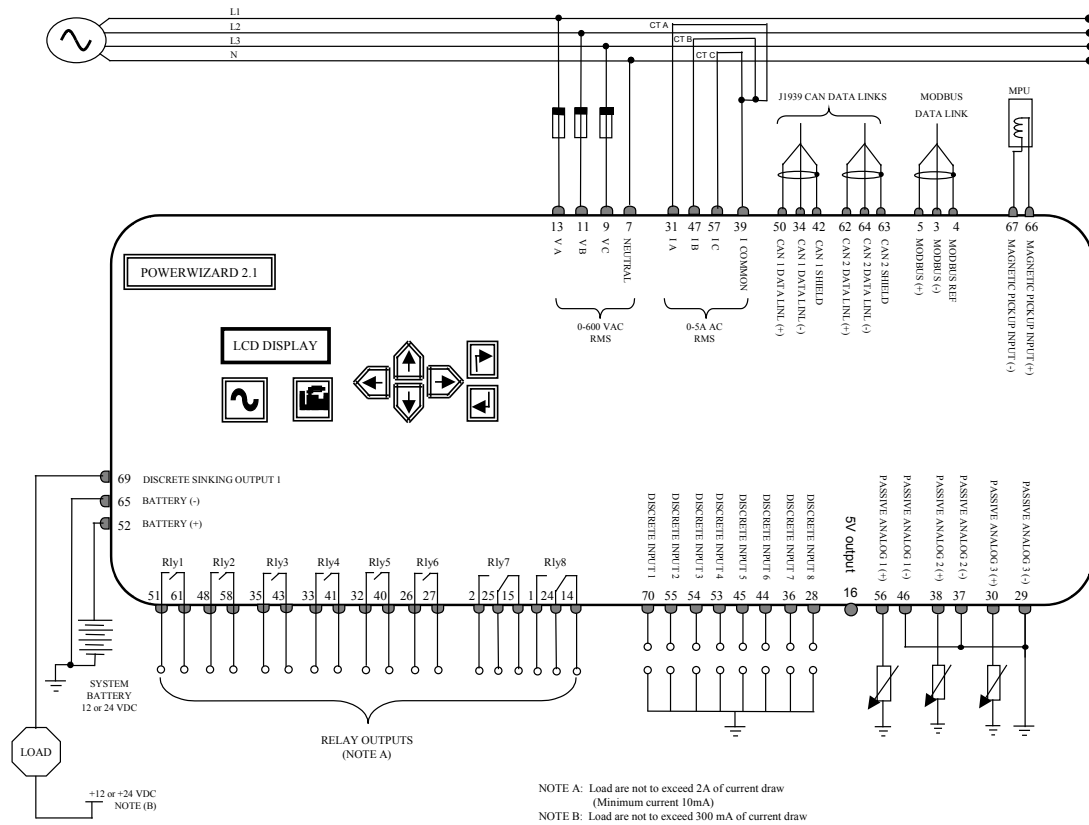 L1
L2
L3
N
CT A
CT B
CT C
J1939 CAN DATA LINKS
MODBUS
DATA LINK
MPU
13 11 9 7 31 47 57 39 50 34 42 62 64 63 5 3 4 67 66
V A
V B
V C
NEUTRAL
I A
I B
I C
I COMMON
CAN 1 DATA LINL (+)
CAN 1 DATA LINL (-)
CAN 1 SHIELD
CAN 2 DATA LINL (+)
CAN 2 DATA LINL (-)
CAN 2 SHIELD
MODBUS (+)
MODBUS (-)
MODBUS REF
MAGNETIC PICKUP INPUT (-)
MAGNETIC PICKUP INPUT (+)
0-600 VAC
RMS
0-5A AC
RMS
POWERWIZARD 2.1
LCD DISPLAY
69 DISCRETE SINKING OUTPUT 1
65 BATTERY (-)
52 BATTERY (+)
Rly1 Rly2 Rly3 Rly4 Rly5 Rly6 Rly7 Rly8
51 61 48 58 35 43 33 41 32 40 26 27 2 25 15 1 24 14
DISCRETE INPUT 1
DISCRETE INPUT 2
DISCRETE INPUT 3
DISCRETE INPUT 4
DISCRETE INPUT 5
DISCRETE INPUT 6
DISCRETE INPUT 7
DISCRETE INPUT 8
5V output
PASSIVE ANALOG 1 (+)
PASSIVE ANALOG 1 (-)
PASSIVE ANALOG 2 (+)
PASSIVE ANALOG 2 (-)
PASSIVE ANALOG 3 (+)
PASSIVE ANALOG 3 (-)
70 55 54 53 45 44 36 28 16 56 46 38 37 30 29
SYSTEM
BATTERY
12 or 24 VDC
LOAD
+12 or +24 VDC
NOTE (B)
RELAY OUTPUTS
(NOTE A)
NOTE A: Load are not to exceed 2A of current draw
(Minimum current 10mA)
NOTE B: Load are not to exceed 300 mA of current draw